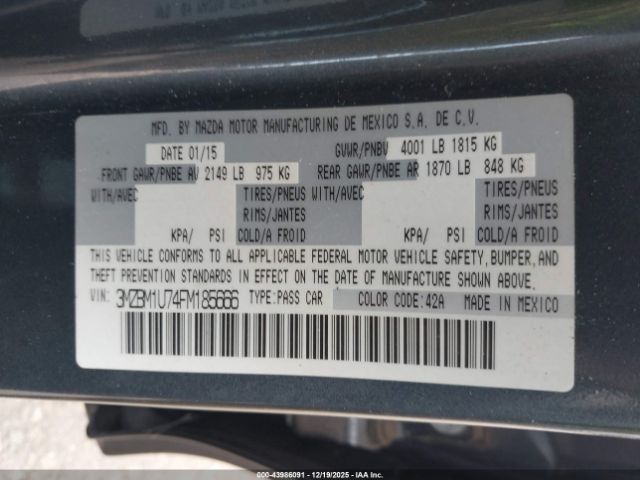 MFD. BY MAZDA MOTOR MANUFACTURING DE MEXICO S.A. DE C.V.
DATE 01/15 GVWR/PNBV 4001 LB 1815 KG
FRONT GAWR/PNBE AV 2149 LB 975 KG REAR GAWR/PNBE AR 1870 LB 848 KG
WITH/AVEC TIRES/PNEUS WITH/AVEC TIRES/PNEUS
RIMS/JANTES RIMS/JANTES
KPA/ PSI COLD/A FROID KPA/ PSI COLD/A FROID
THIS VEHICLE CONFORMS TO ALL APPLICABLE FEDERAL MOTOR VEHICLE SAFETY, BUMPER, AND
THEFT PREVENTION STANDARDS IN EFFECT ON THE DATE OF MANUFACTURE SHOWN ABOVE.
VIN: 3MZBM1U74FM185666 TYPE:PASS CAR COLOR CODE:42A MADE IN MEXICO
000-43986091 - 12/19/2025 - IAA Inc.